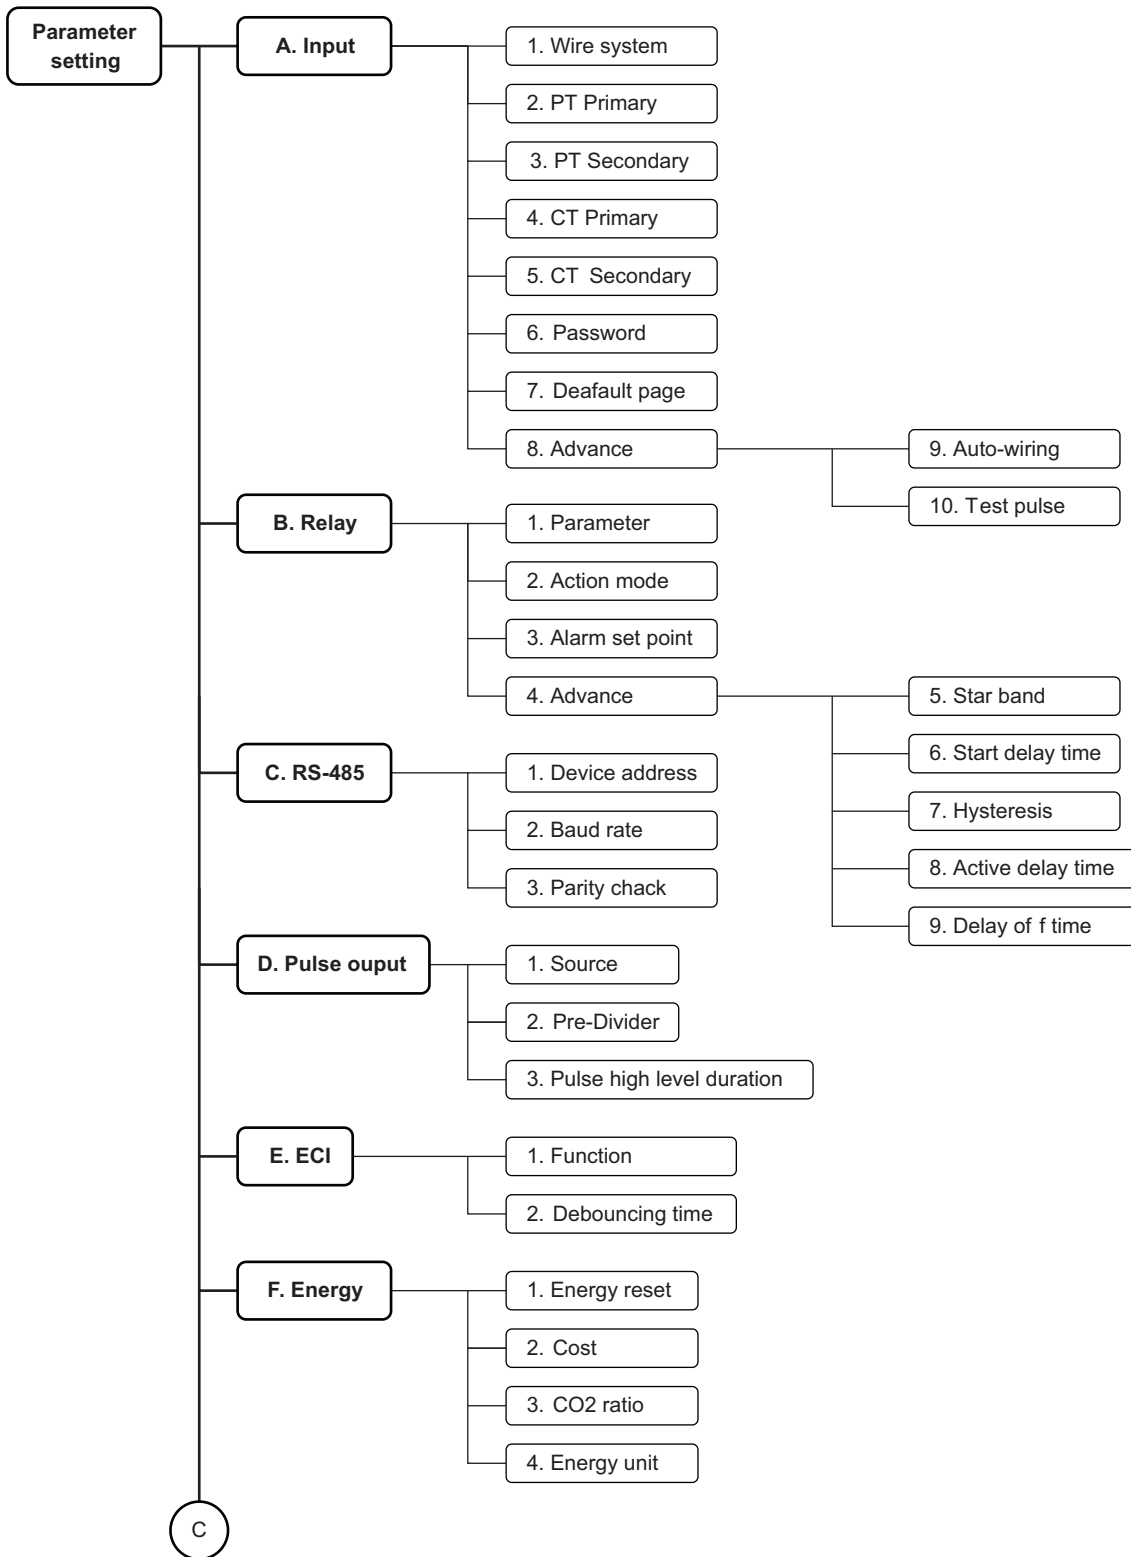 Parameter
setting
A. Input
1. Wire system
2. PT Primary
3. PT Secondary
4. CT Primary
5. CT Secondary
6. Password
7. Deafault page
8. Advance
9. Auto-wiring
10. Test pulse
B. Relay
1. Parameter
2. Action mode
3. Alarm set point
4. Advance
5. Star band
6. Start delay time
7. Hysteresis
8. Active delay time
9. Delay of f time
C. RS-485
1. Device address
2. Baud rate
3. Parity chack
D. Pulse ouput
1. Source
2. Pre-Divider
3. Pulse high level duration
E. ECI
1. Function
2. Debouncing time
F. Energy
1. Energy reset
2. Cost
3. CO2 ratio
4. Energy unit
C